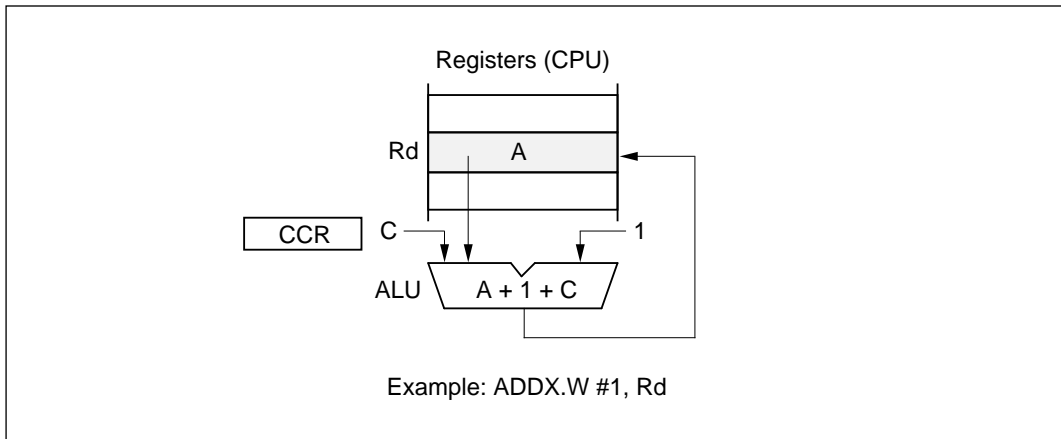 Registers (CPU)
Rd A
CCR C 1
ALU A + 1 + C
Example: ADDX.W #1, Rd